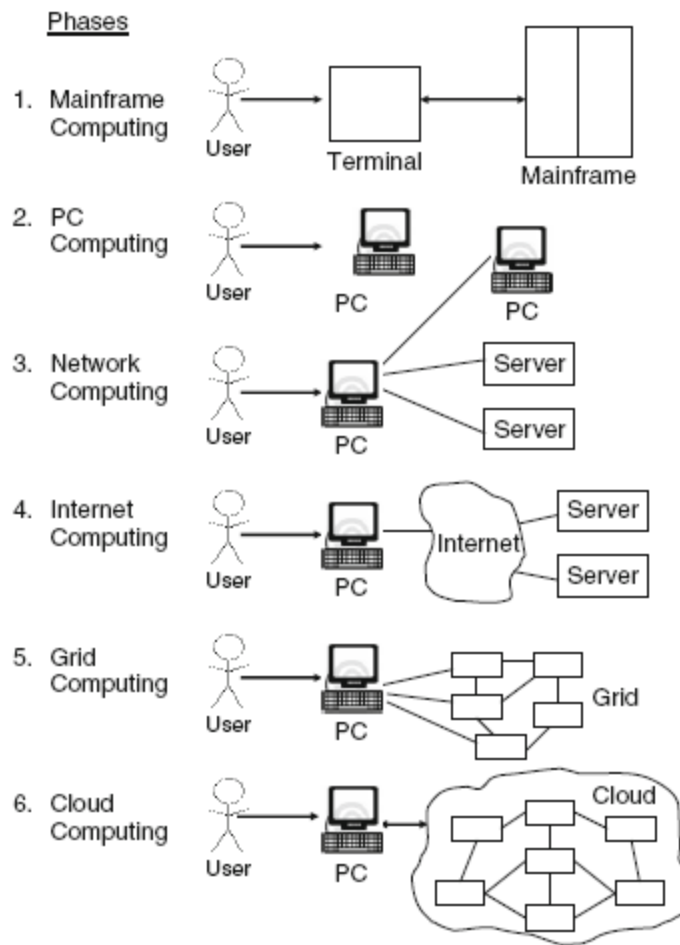 Phases
1. Mainframe
Computing
User
Terminal
Mainframe
2. PC
Computing
User
PC
PC
3. Network
Computing
User
PC
Server
Server
4. Internet
Computing
User
PC
Internet
Server
Server
5. Grid
Computing
User
PC
Grid
6. Cloud
Computing
User
PC
Cloud